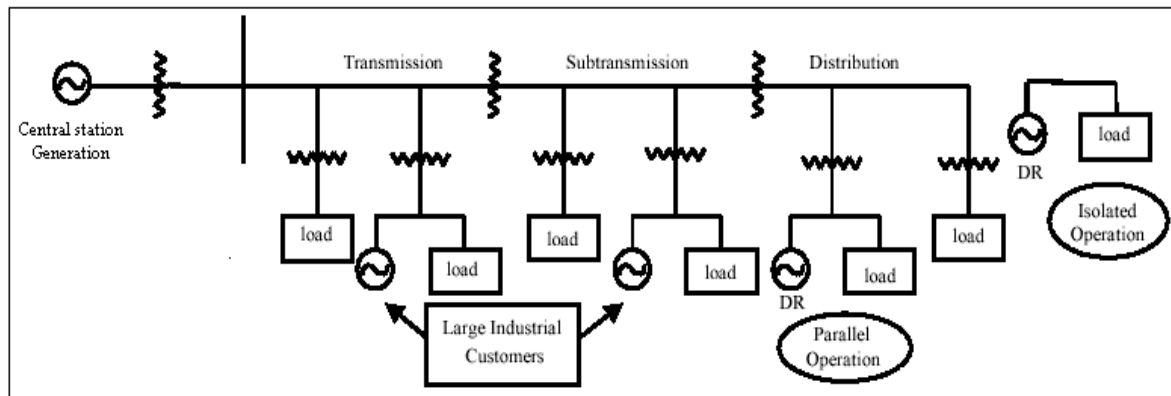 Transmission
Subtransmission
Distribution
Central station
Generation
load
DR
Isolated
Operation
load
load
load
load
load
load
load
DR
Large Industrial
Customers
Parallel
Operation